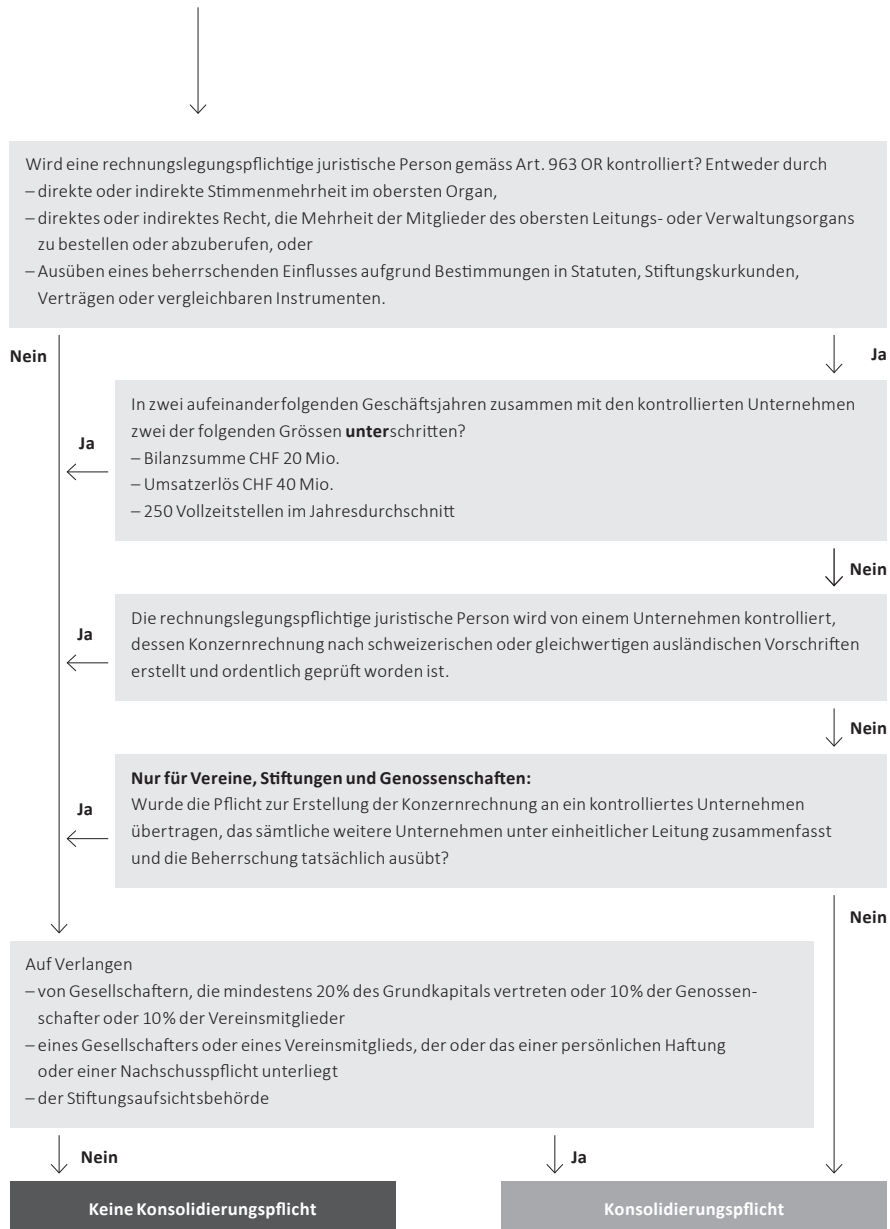 Wird eine rechnungslegungspflichtige juristische Person gemäss Art. 963 OR kontrolliert? Entweder durch
– direkte oder indirekte Stimmenmehrheit im obersten Organ,
– direktes oder indirektes Recht, die Mehrheit der Mitglieder des obersten Leitungs- oder Verwaltungsorgans
zu bestellen oder abzuberufen, oder
– Ausüben eines beherrschenden Einflusses aufgrund Bestimmungen in Statuten, Stiftungskurkunden,
Verträgen oder vergleichbaren Instrumenten.
Nein
Ja
In zwei aufeinanderfolgenden Geschäftsjahren zusammen mit den kontrollierten Unternehmen
zwei der folgenden Grössen unterschritten?
– Bilanzsumme CHF 20 Mio.
– Umsatzerlös CHF 40 Mio.
– 250 Vollzeitstellen im Jahresdurchschnitt
Ja
Nein
Die rechnungslegungspflichtige juristische Person wird von einem Unternehmen kontrolliert,
dessen Konzernrechnung nach schweizerischen oder gleichwertigen ausländischen Vorschriften
erstellt und ordentlich geprüft worden ist.
Ja
Nein
Nur für Vereine, Stiftungen und Genossenschaften:
Wurde die Pflicht zur Erstellung der Konzernrechnung an ein kontrolliertes Unternehmen
übertragen, das sämtliche weitere Unternehmen unter einheitlicher Leitung zusammenfasst
und die Beherrschung tatsächlich ausübt?
Ja
Nein
Auf Verlangen
– von Gesellschaftern, die mindestens 20% des Grundkapitals vertreten oder 10% der Genossen-
schafter oder 10% der Vereinsmitglieder
– eines Gesellschafters oder eines Vereinsmitglieds, der oder das einer persönlichen Haftung
oder einer Nachschusspflicht unterliegt
– der Stiftungsaufsichtsbehörde
Nein
Ja
Keine Konsolidierungspflicht
Konsolidierungspflicht